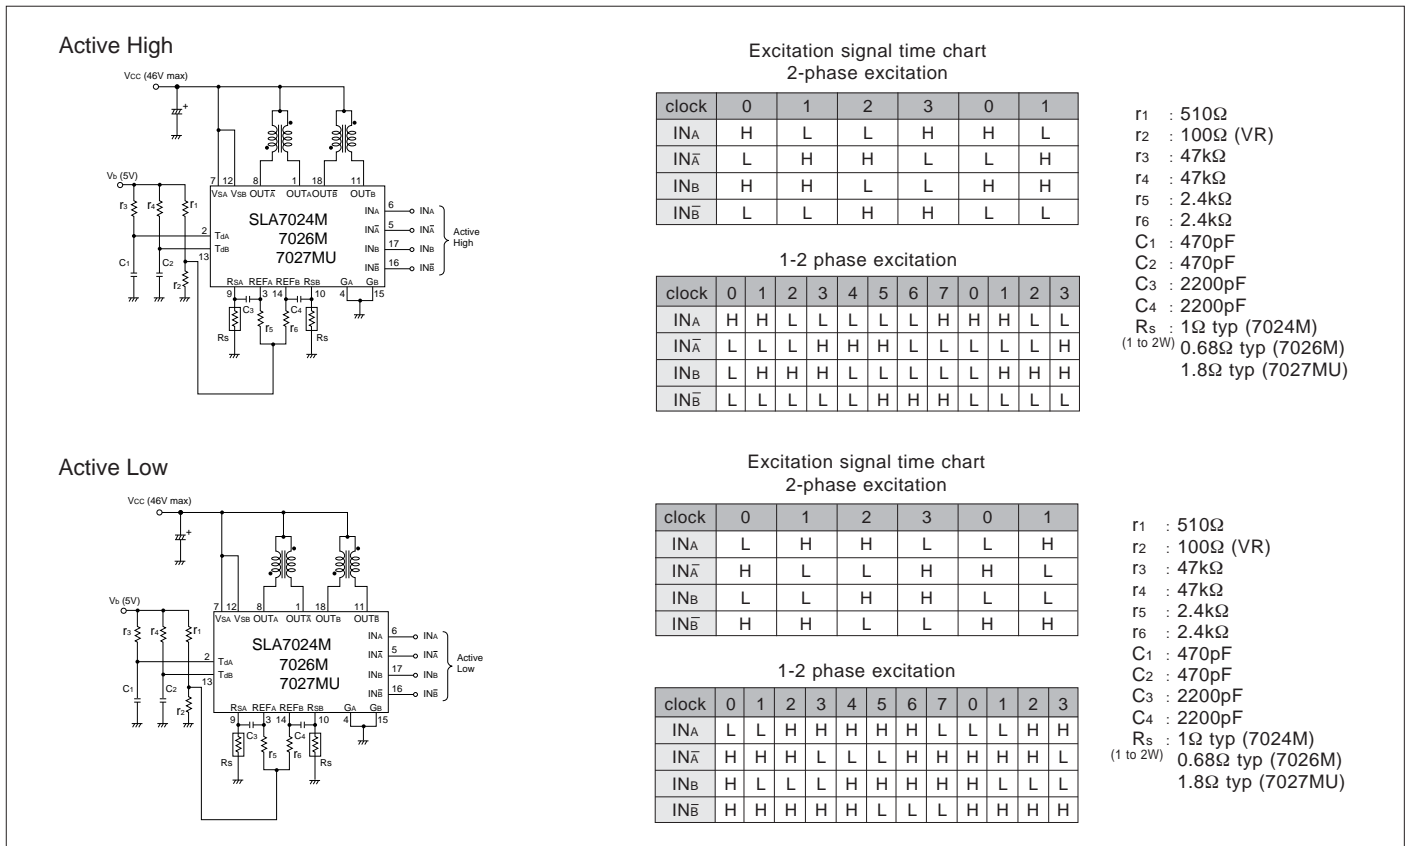 Active High
Vcc (46V max)
+
Vb (5V)
r3 r4 r1
7 12 8 1 18 11
VSA VSB OUTA̅ OUTA OUTB̅ OUTB
SLA7024M
7026M
7027MU
2 TdA
TdB
13
C1 C2
r2
INA 6 INA
INA̅ 5 INA̅
INB 17 INB
INB̅ 16 INB̅
Active
High
RSA REFA REFB RSB GA GB
9 3 14 10 4 15
C3 C4
r5 r6
Rs Rs
Excitation signal time chart
2-phase excitation
clock 0 1 2 3 0 1
INA H L L H H L
INA̅ L H H L L H
INB H H L L H H
INB̅ L L H H L L
1-2 phase excitation
clock 0 1 2 3 4 5 6 7 0 1 2 3
INA H H L L L L L H H H L L
INA̅ L L L H H H L L L L L H
INB L H H H L L L L L H H H
INB̅ L L L L L H H H L L L L
r1 : 510Ω
r2 : 100Ω (VR)
r3 : 47kΩ
r4 : 47kΩ
r5 : 2.4kΩ
r6 : 2.4kΩ
C1 : 470pF
C2 : 470pF
C3 : 2200pF
C4 : 2200pF
Rs : 1Ω typ (7024M)
(1 to 2W) 0.68Ω typ (7026M)
1.8Ω typ (7027MU)
Active Low
Vcc (46V max)
+
Vb (5V)
r3 r4 r1
7 12 8 1 18 11
VSA VSB OUTA OUTA̅ OUTB OUTB̅
SLA7024M
7026M
7027MU
2 TdA
TdB
13
C1 C2
r2
INA 6 INA
INA̅ 5 INA̅
INB 17 INB
INB̅ 16 INB̅
Active
Low
RSA REFA REFB RSB GA GB
9 3 14 10 4 15
C3 C4
r5 r6
Rs Rs
Excitation signal time chart
2-phase excitation
clock 0 1 2 3 0 1
INA L H H L L H
INA̅ H L L H H L
INB L L H H L L
INB̅ H H L L H H
1-2 phase excitation
clock 0 1 2 3 4 5 6 7 0 1 2 3
INA L L H H H H H L L L H H
INA̅ H H H L L L H H H H H L
INB H L L L H H H H H L L L
INB̅ H H H H H L L L H H H H
r1 : 510Ω
r2 : 100Ω (VR)
r3 : 47kΩ
r4 : 47kΩ
r5 : 2.4kΩ
r6 : 2.4kΩ
C1 : 470pF
C2 : 470pF
C3 : 2200pF
C4 : 2200pF
Rs : 1Ω typ (7024M)
(1 to 2W) 0.68Ω typ (7026M)
1.8Ω typ (7027MU)